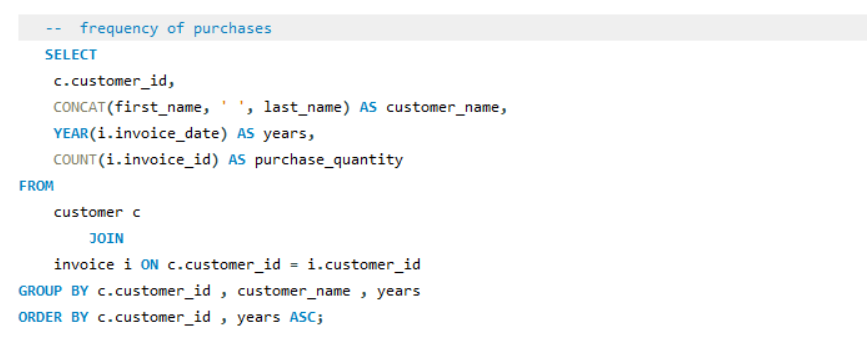 -- frequency of purchases
SELECT
c.customer_id,
CONCAT(first_name, ' ', last_name) AS customer_name,
YEAR(i.invoice_date) AS years,
COUNT(i.invoice_id) AS purchase_quantity
FROM
customer c
JOIN
invoice i ON c.customer_id = i.customer_id
GROUP BY c.customer_id , customer_name , years
ORDER BY c.customer_id , years ASC;